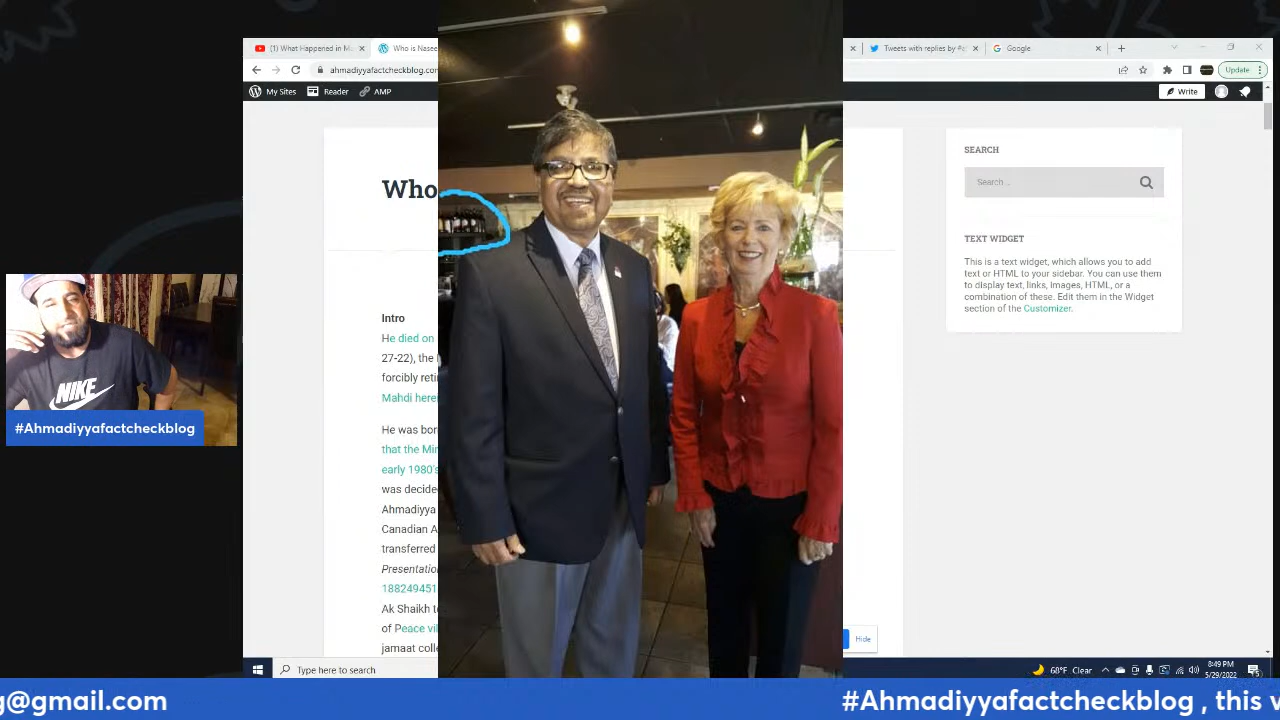 (1) What Happened in M
Who is Nasee
Tweets with replies by #
Google
ahmadiyyafactcheckblog.com
Update
My Sites
Reader
AMP
Write
Who
Intro
He died on
27-22), the
forcibly reti
Mahdi here
He was bor
that the Mir
early 1980's
was decide
Ahmadiyya
Canadian A
transferred
Presentatio
188249451
Ak Shaikh t
of Peace vil
jamaat coll
SEARCH
Search …
TEXT WIDGET
This is a text widget, which allows you to add
text or HTML to your sidebar. You can use them
to display text, links, images, HTML, or a
combination of these. Edit them in the Widget
section of the Customizer.
Hide
NIKE
#Ahmadiyyafactcheckblog
Type here to search
68°F Clear
8:49 PM
5/29/2022
g@gmail.com
#Ahmadiyyafactcheckblog , this v